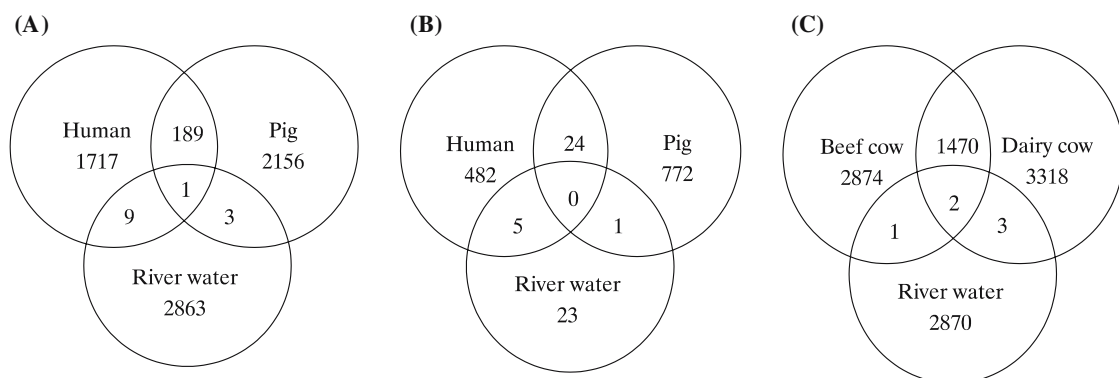 (A)
Human
1717
189
Pig
2156
1
9
3
River water
2863
(B)
Human
482
24
Pig
772
0
5
1
River water
23
(C)
Beef cow
2874
1470
Dairy cow
3318
2
1
3
River water
2870